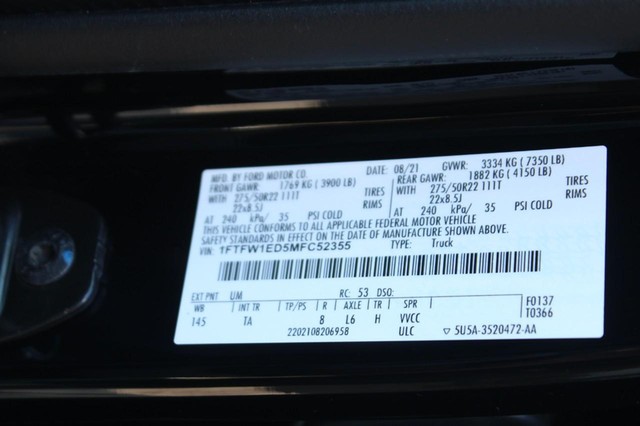 MFD. BY FORD MOTOR CO. DATE: 08/21 GVWR: 3334 KG ( 7350 LB)
FRONT GAWR: 1769 KG ( 3900 LB) REAR GAWR: 1882 KG ( 4150 LB)
WITH 275/50R22 111T TIRES WITH 275/50R22 111T TIRES
22x8.5J RIMS 22x8.5J RIMS
AT 240 kPa/ 35 PSI COLD AT 240 kPa/ 35 PSI COLD
THIS VEHICLE CONFORMS TO ALL APPLICABLE FEDERAL MOTOR VEHICLE
SAFETY STANDARDS IN EFFECT ON THE DATE OF MANUFACTURE SHOWN ABOVE.
VIN: 1FTFW1ED5MFC52355 TYPE: Truck
EXT PNT UM RC: 53 DSO:
WB INT TR TP/PS R AXLE TR SPR F0137
145 TA 8 L6 H VVCC T0366
2202108206958 ULC ▽ 5U5A-3520472-AA